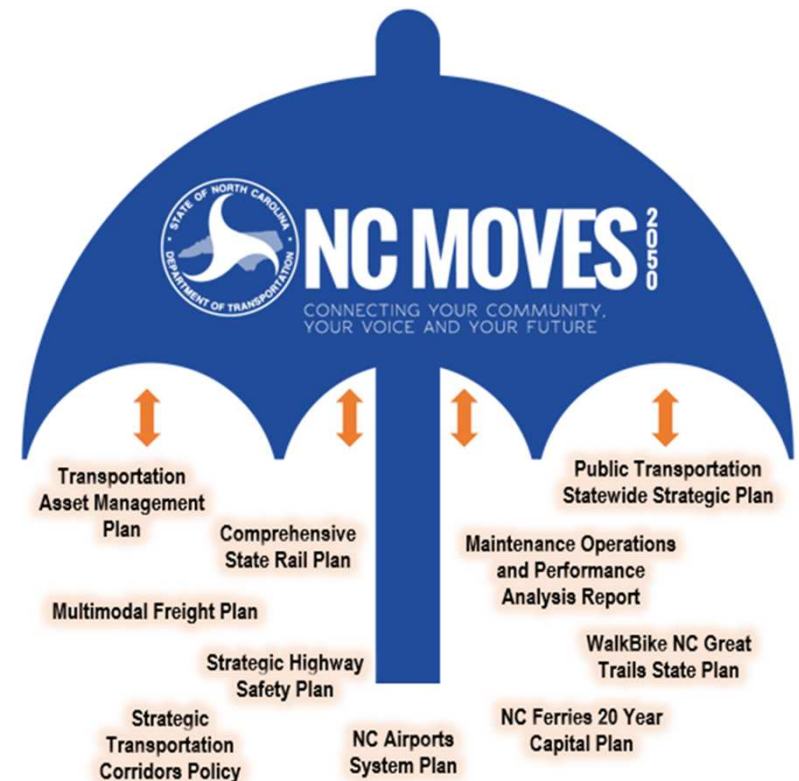 STATE OF NORTH CAROLINA
DEPARTMENT OF TRANSPORTATION
NC MOVES 2050
CONNECTING YOUR COMMUNITY,
YOUR VOICE AND YOUR FUTURE
Transportation
Asset Management
Plan
Comprehensive
State Rail Plan
Multimodal Freight Plan
Strategic Highway
Safety Plan
Strategic
Transportation
Corridors Policy
NC Airports
System Plan
Public Transportation
Statewide Strategic Plan
Maintenance Operations
and Performance
Analysis Report
WalkBike NC Great
Trails State Plan
NC Ferries 20 Year
Capital Plan